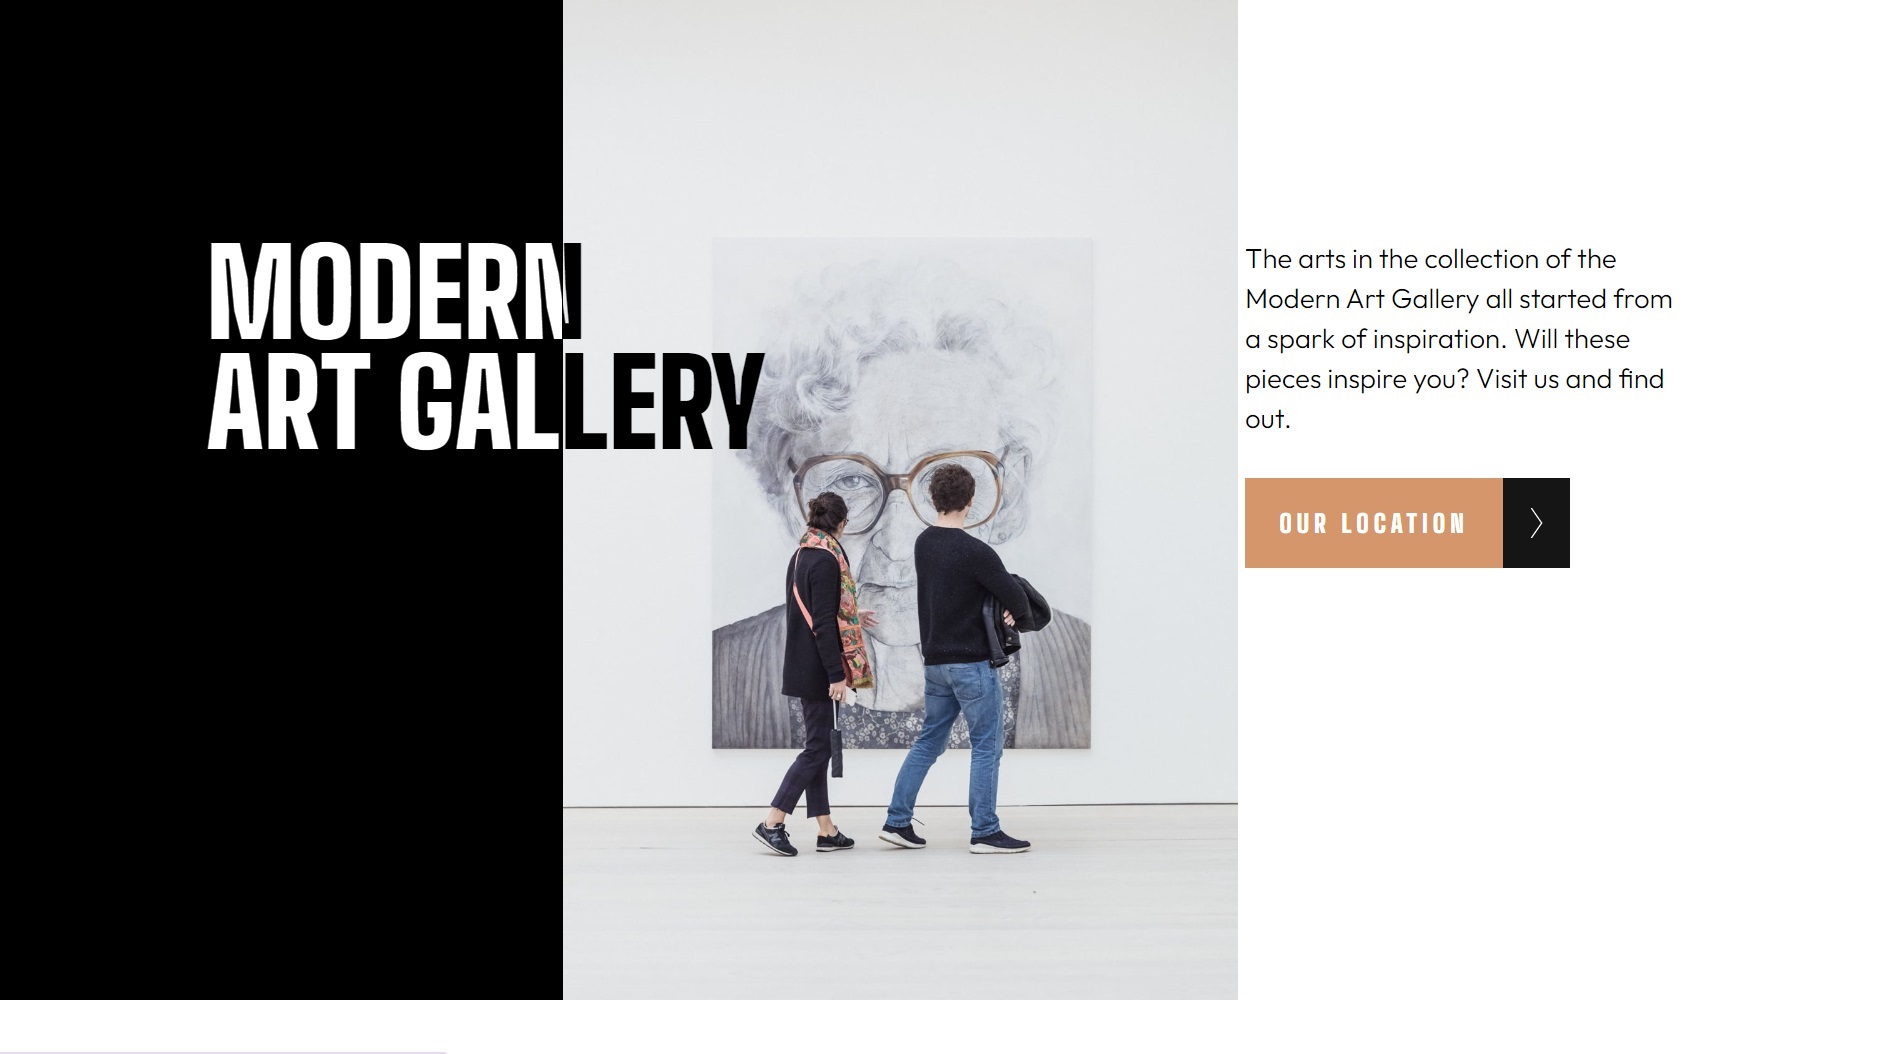 MODERN
ART GALLERY
The arts in the collection of the
Modern Art Gallery all started from
a spark of inspiration. Will these
pieces inspire you? Visit us and find
out.
OUR LOCATION